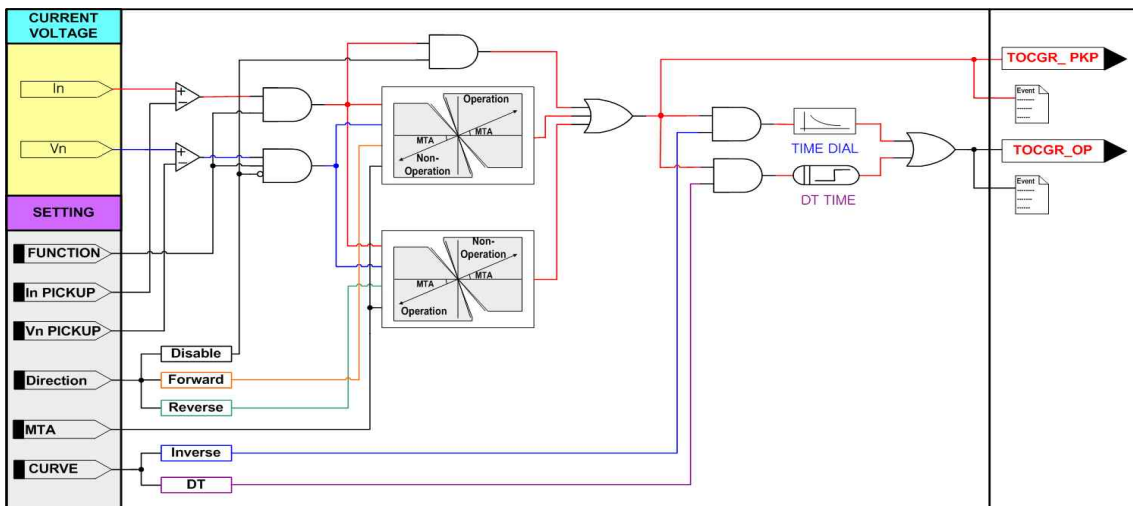 CURRENT
VOLTAGE
In
Vn
SETTING
FUNCTION
In PICKUP
Vn PICKUP
Direction
MTA
CURVE
Disable
Forward
Reverse
Inverse
DT
Operation
MTA
MTA
Non-
Operation
Non-
Operation
MTA
MTA
Operation
TIME DIAL
DT TIME
TOCGR_ PKP
Event
TOCGR_OP
Event